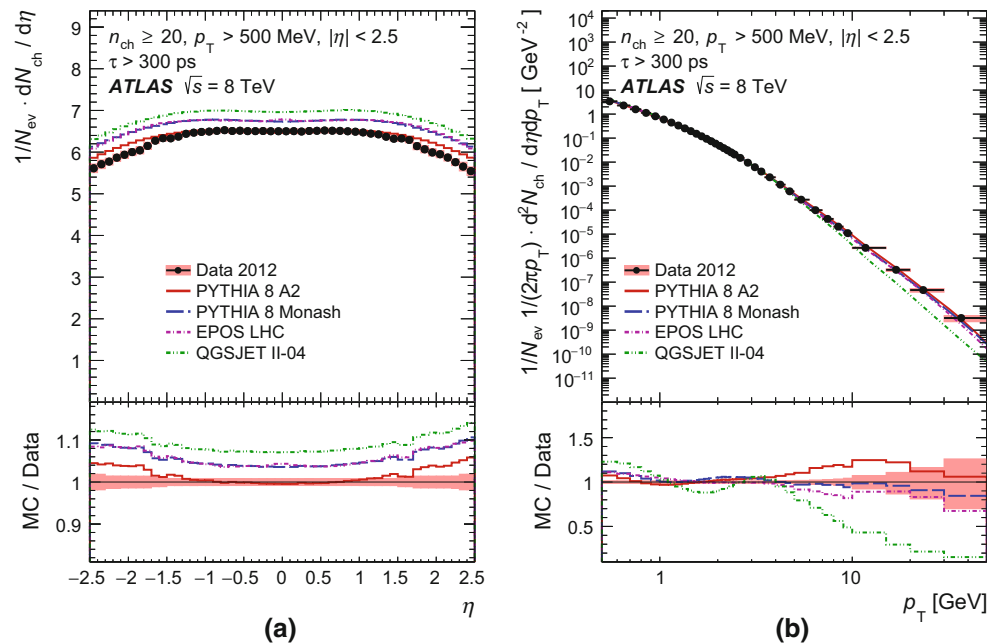 1/N_ev · dN_ch / dη
n_ch ≥ 20, p_T > 500 MeV, |η| < 2.5
τ > 300 ps
ATLAS √s = 8 TeV
9
8
7
6
5
4
3
2
1
Data 2012
PYTHIA 8 A2
PYTHIA 8 Monash
EPOS LHC
QGSJET II-04
MC / Data
1.1
1
0.9
−2.5 −2 −1.5 −1 −0.5 0 0.5 1 1.5 2 2.5
η
(a)
1/N_ev 1/(2πp_T) · d²N_ch / dηdp_T [ GeV⁻² ]
n_ch ≥ 20, p_T > 500 MeV, |η| < 2.5
τ > 300 ps
ATLAS √s = 8 TeV
10⁴
10³
10²
10
1
10⁻¹
10⁻²
10⁻³
10⁻⁴
10⁻⁵
10⁻⁶
10⁻⁷
10⁻⁸
10⁻⁹
10⁻¹⁰
10⁻¹¹
Data 2012
PYTHIA 8 A2
PYTHIA 8 Monash
EPOS LHC
QGSJET II-04
MC / Data
1.5
1
0.5
1 10
p_T [GeV]
(b)